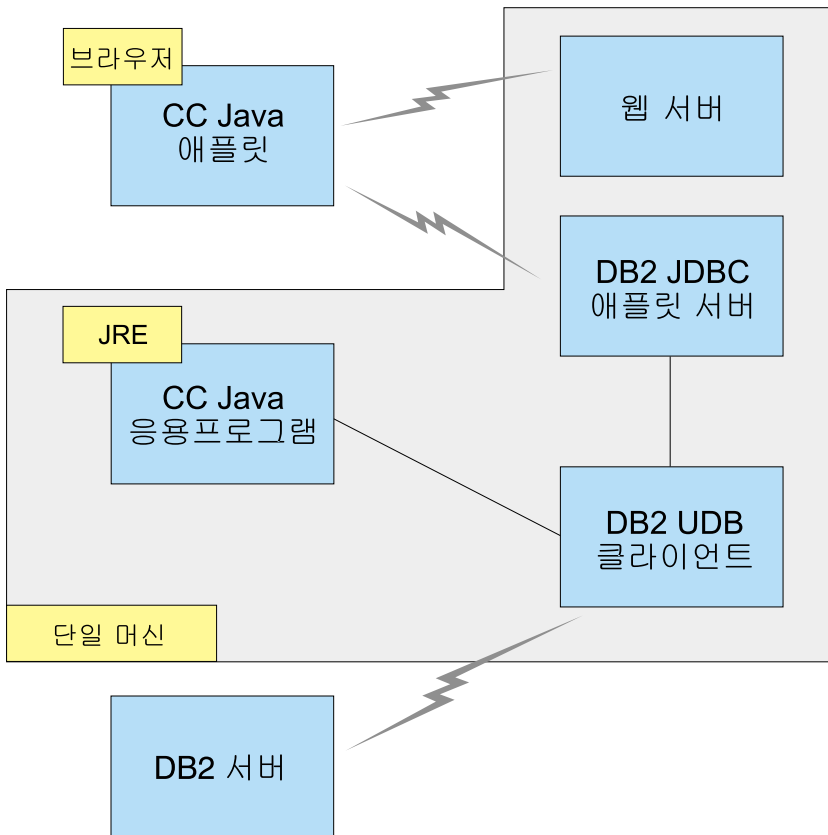 브라우저
CC Java
애플릿
웹 서버
DB2 JDBC
애플릿 서버
JRE
CC Java
응용프로그램
DB2 UDB
클라이언트
단일 머신
DB2 서버